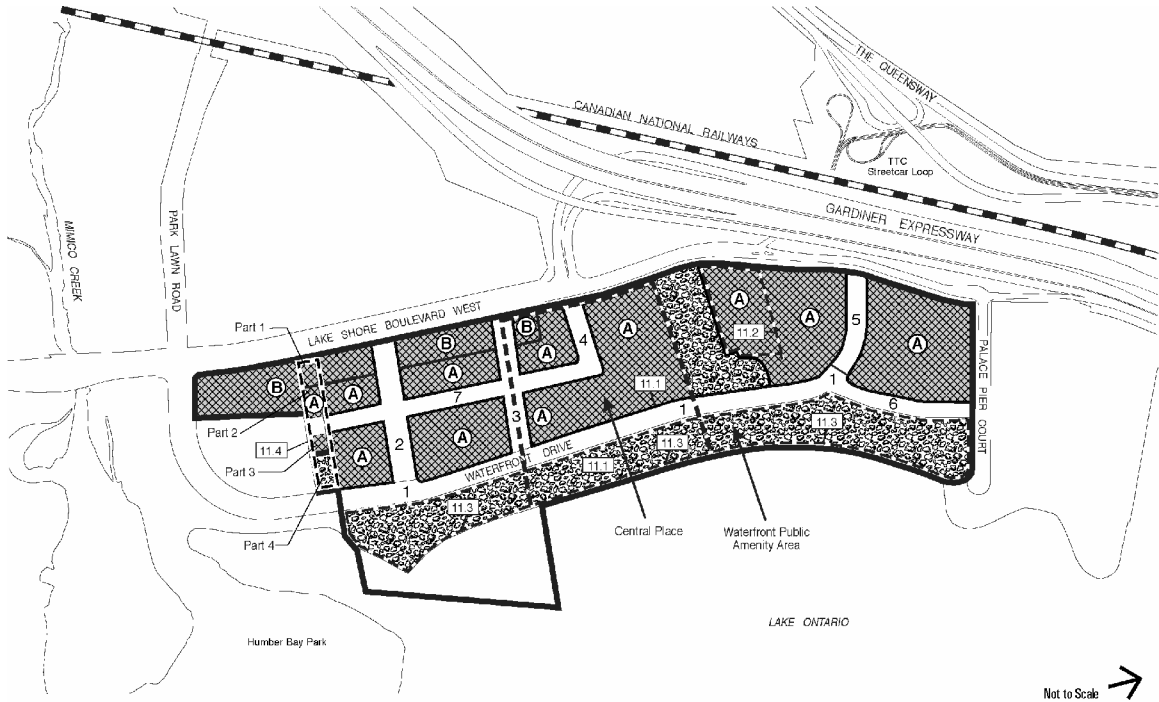 THE QUEENSWAY
CANADIAN NATIONAL RAILWAYS
TTC
Streetcar Loop
GARDINER EXPRESSWAY
MIMICO CREEK
PARK LAWN ROAD
LAKE SHORE BOULEVARD WEST
PALACE PIER COURT
Part 1
B
A
A
B
A
B
A
4
A
A
11.2
A
5
A
Part 2
11.4
Part 3
A
2
7
A
3
A
11.1
1
1
6
WATERFRONT DRIVE
1
11.3
11.1
11.3
11.3
Part 4
Central Place
Waterfront Public
Amenity Area
LAKE ONTARIO
Humber Bay Park
Not to Scale